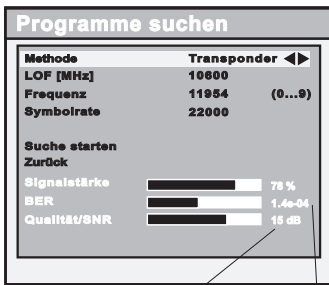 Programme suchen
Methode Transponder
LOF [MHz] 10600
Frequenz 11954 (0...9)
Symbolrate 22000
Suche starten
Zurück
Signalstärke 78 %
BER 1.4e-04
Qualität/SNR 15 dB